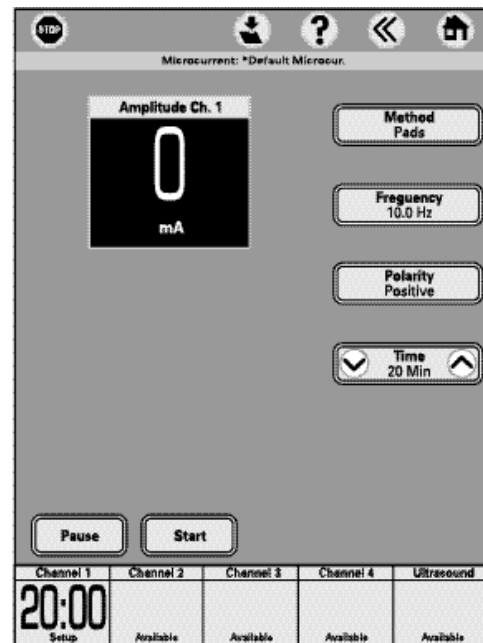 STOP
?
Microcurrent: *Default Microcur.
Amplitude Ch. 1
0
mA
Method
Pads
Freguency
10.0 Hz
Polarity
Positive
Time
20 Min
Pause
Start
Channel 1
Channel 2
Channel 3
Channel 4
Ultrasound
20:00
Setup
Available
Available
Available
Available